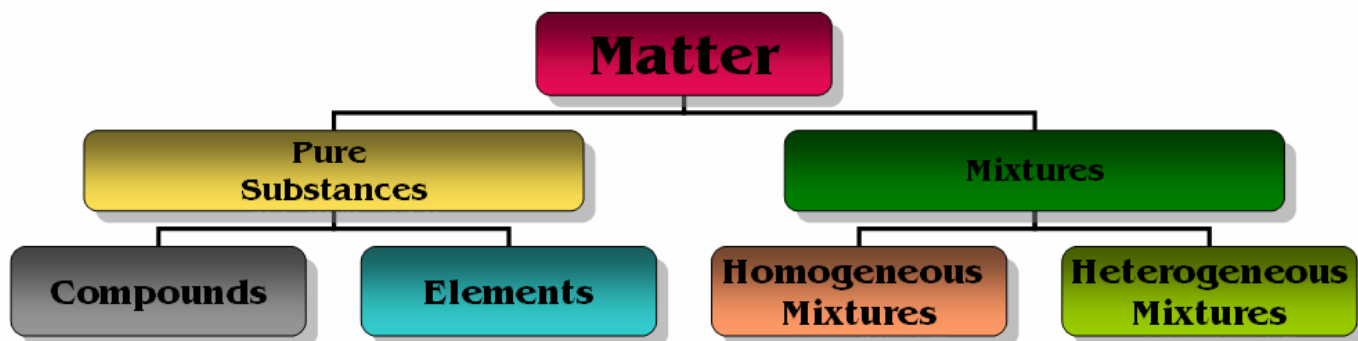 Matter
Pure
Substances
Mixtures
Compounds
Elements
Homogeneous
Mixtures
Heterogeneous
Mixtures